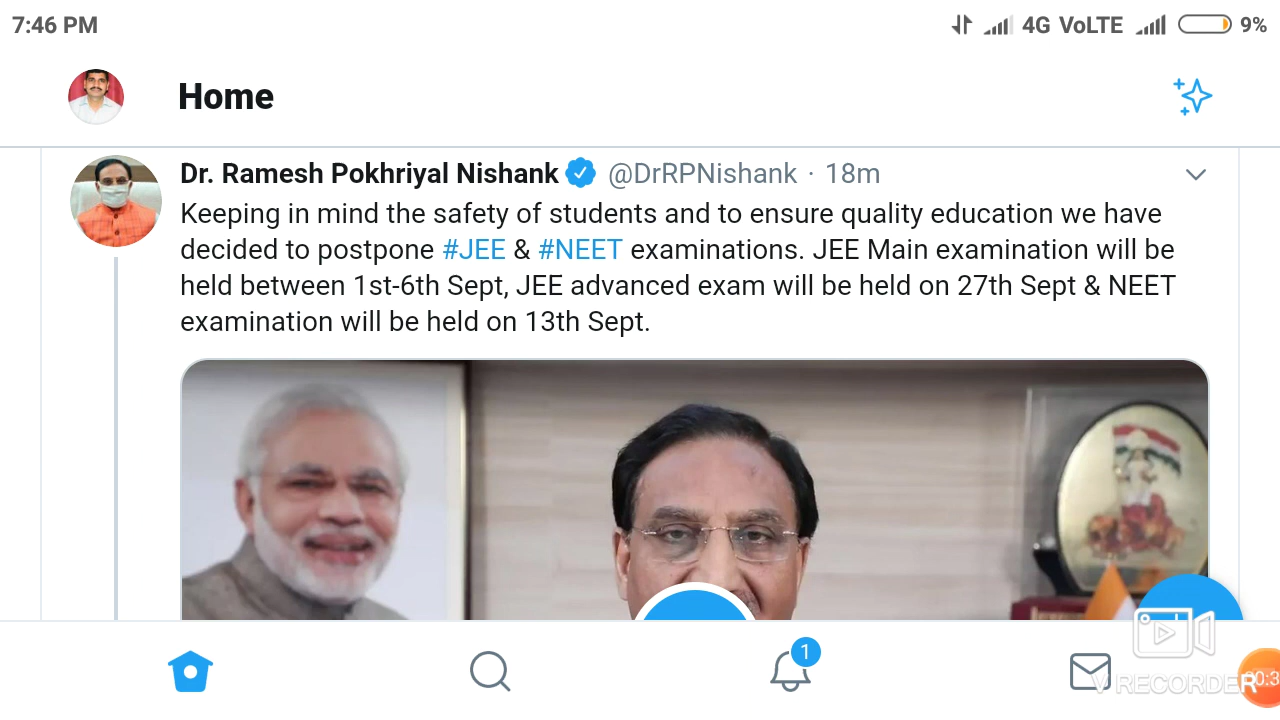 7:46 PM 4G VoLTE 9%
Home
Dr. Ramesh Pokhriyal Nishank @DrRPNishank · 18m
Keeping in mind the safety of students and to ensure quality education we have
decided to postpone #JEE & #NEET examinations. JEE Main examination will be
held between 1st-6th Sept, JEE advanced exam will be held on 27th Sept & NEET
examination will be held on 13th Sept.
1
V RECORDER
00:3